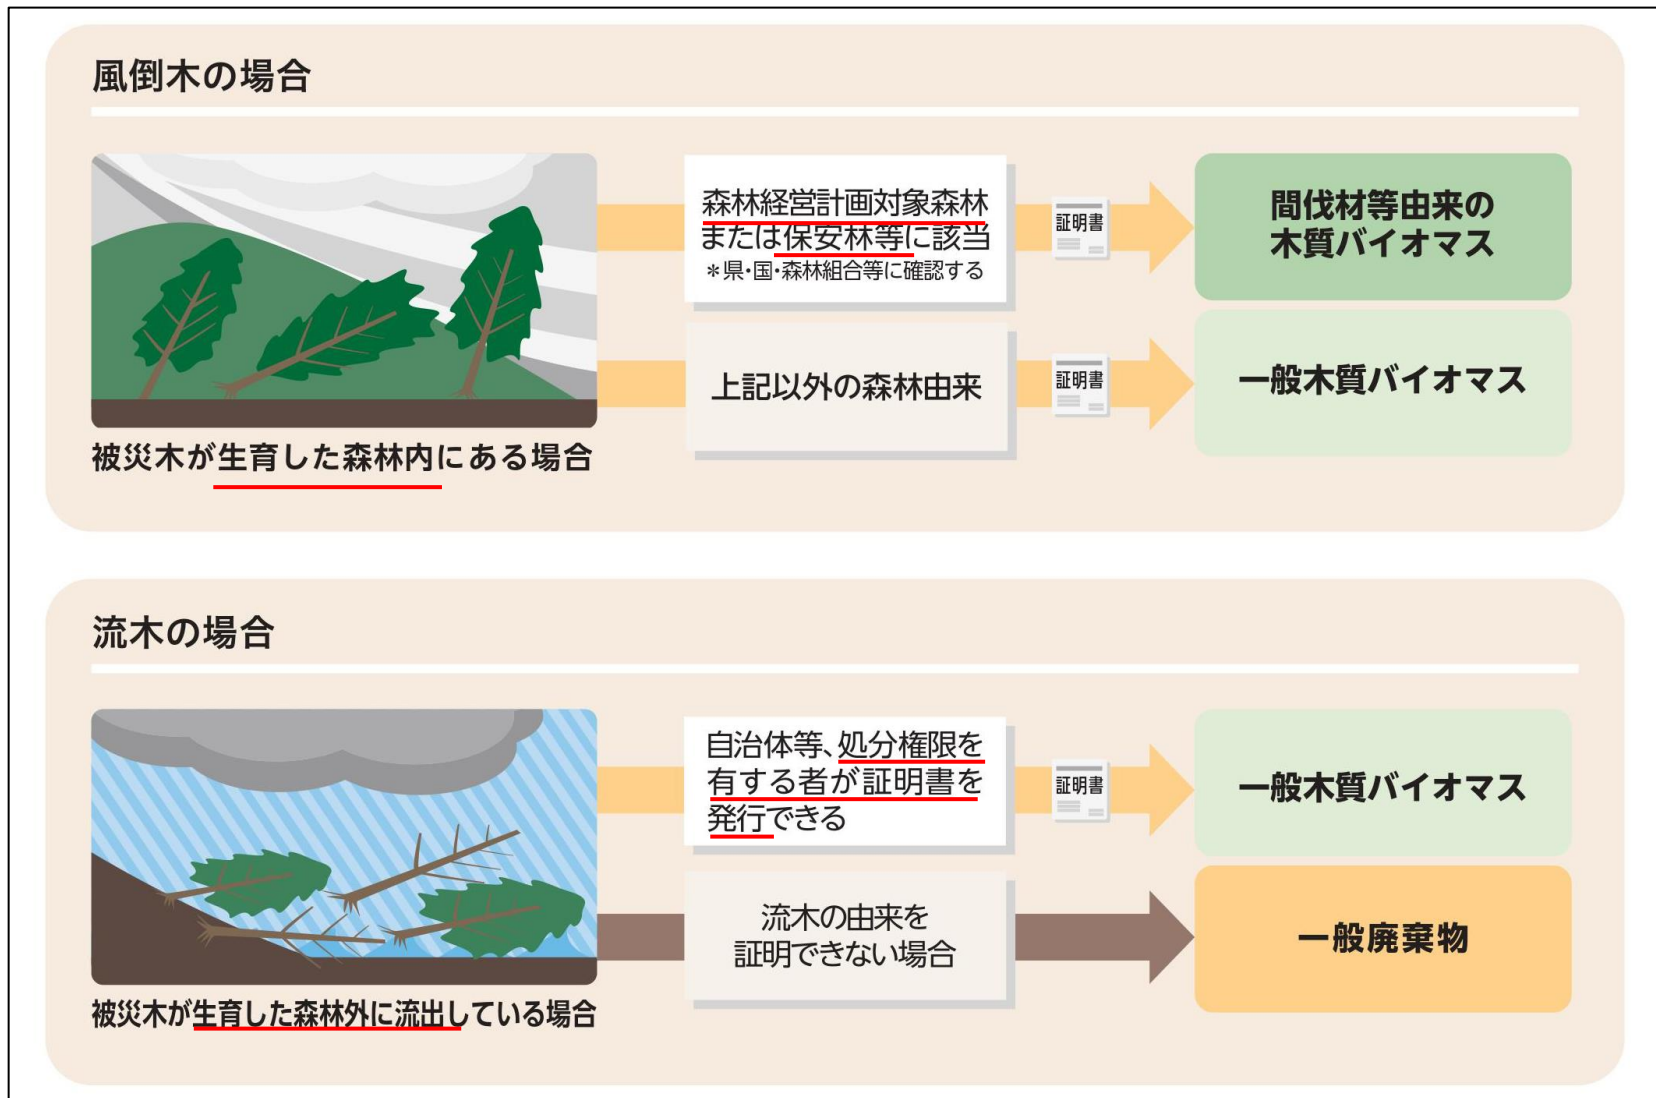 風倒木の場合
森林経営計画対象森林
または保安林等に該当
*県・国・森林組合等に確認する
証明書
間伐材等由来の
木質バイオマス
上記以外の森林由来
証明書
一般木質バイオマス
被災木が生育した森林内にある場合
流木の場合
自治体等、処分権限を
有する者が証明書を
発行できる
証明書
一般木質バイオマス
流木の由来を
証明できない場合
一般廃棄物
被災木が生育した森林外に流出している場合